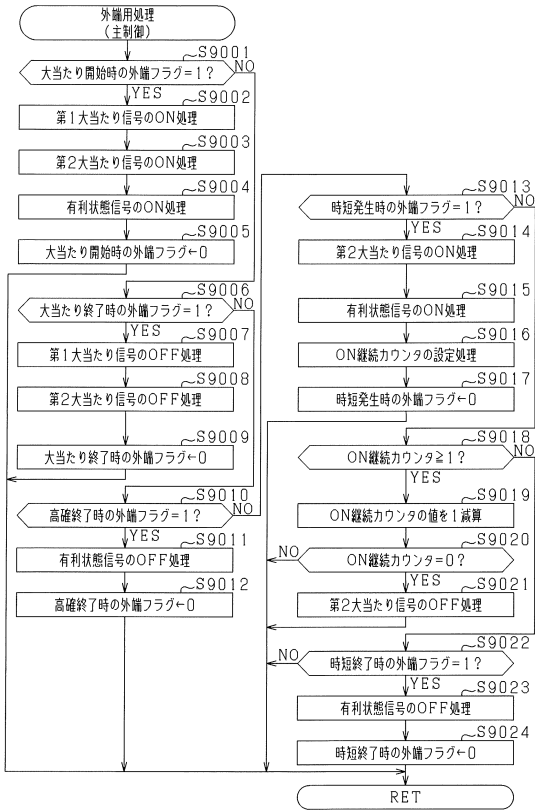 外端用処理
(主制御)
S9001
大当たり開始時の外端フラグ=1?
NO
YES
S9002
第1大当たり信号のON処理
S9003
第2大当たり信号のON処理
S9004
有利状態信号のON処理
S9005
大当たり開始時の外端フラグ←0
S9006
大当たり終了時の外端フラグ=1?
NO
YES
S9007
第1大当たり信号のOFF処理
S9008
第2大当たり信号のOFF処理
S9009
大当たり終了時の外端フラグ←0
S9010
高確終了時の外端フラグ=1?
NO
YES
S9011
有利状態信号のOFF処理
S9012
高確終了時の外端フラグ←0
S9013
時短発生時の外端フラグ=1?
NO
YES
S9014
第2大当たり信号のON処理
S9015
有利状態信号のON処理
S9016
ON継続カウンタの設定処理
S9017
時短発生時の外端フラグ←0
S9018
ON継続カウンタ≧1?
NO
YES
S9019
ON継続カウンタの値を1減算
S9020
NO
ON継続カウンタ=0?
YES
S9021
第2大当たり信号のOFF処理
S9022
NO
時短終了時の外端フラグ=1?
YES
S9023
有利状態信号のOFF処理
S9024
時短終了時の外端フラグ←0
RET